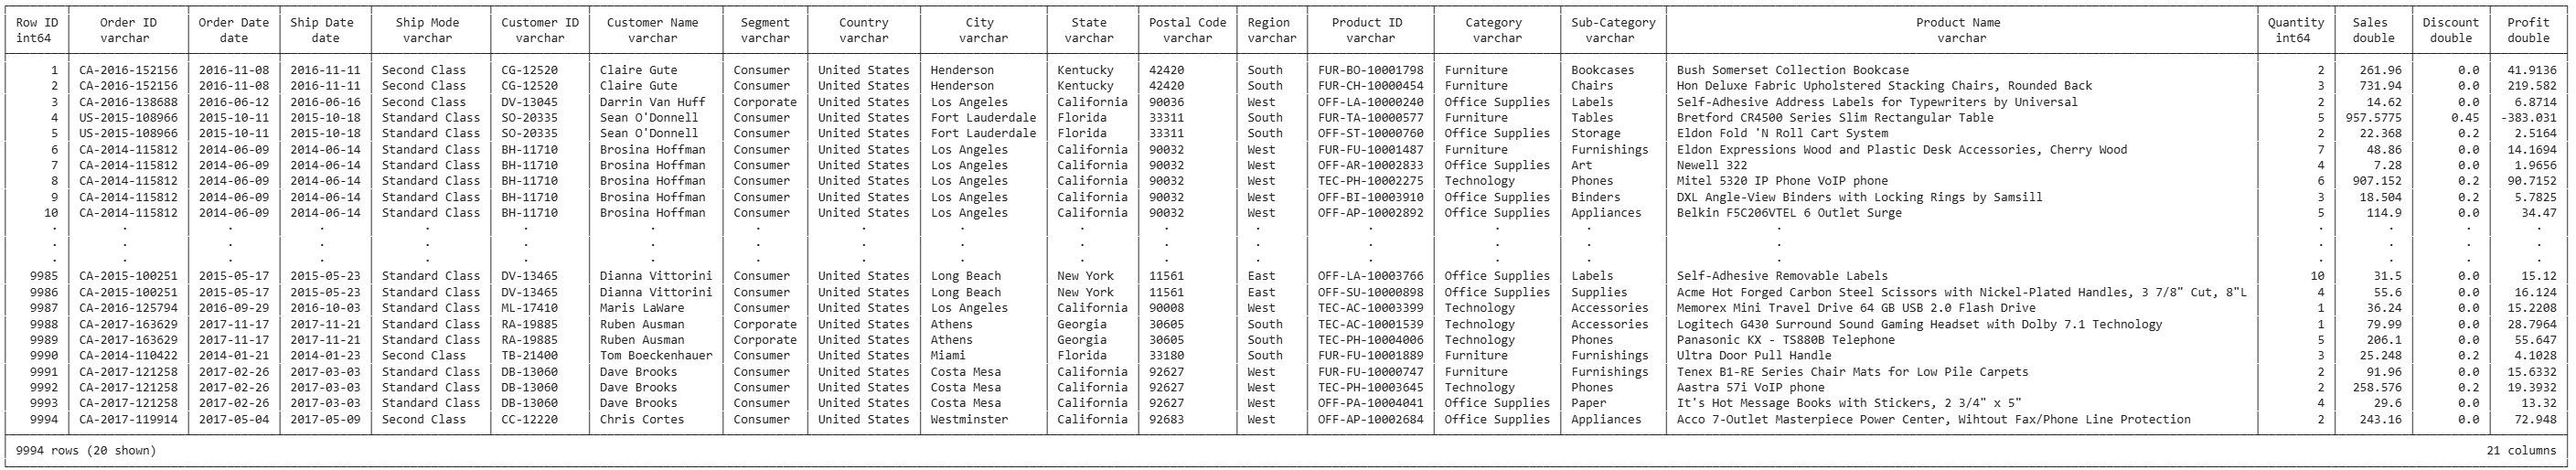 Row ID Order ID Order Date Ship Date Ship Mode Customer ID Customer Name Segment Country City State Postal Code Region Product ID Category Sub-Category Product Name Quantity Sales Discount Profit
int64 varchar date date varchar varchar varchar varchar varchar varchar varchar varchar varchar varchar varchar varchar varchar int64 double double double
1 CA-2016-152156 2016-11-08 2016-11-11 Second Class CG-12520 Claire Gute Consumer United States Henderson Kentucky 42420 South FUR-BO-10001798 Furniture Bookcases Bush Somerset Collection Bookcase 2 261.96 0.0 41.9136
2 CA-2016-152156 2016-11-08 2016-11-11 Second Class CG-12520 Claire Gute Consumer United States Henderson Kentucky 42420 South FUR-CH-10000454 Furniture Chairs Hon Deluxe Fabric Upholstered Stacking Chairs, Rounded Back 3 731.94 0.0 219.582
3 CA-2016-138688 2016-06-12 2016-06-16 Second Class DV-13045 Darrin Van Huff Corporate United States Los Angeles California 90036 West OFF-LA-10000240 Office Supplies Labels Self-Adhesive Address Labels for Typewriters by Universal 2 14.62 0.0 6.8714
4 US-2015-108966 2015-10-11 2015-10-18 Standard Class SO-20335 Sean O'Donnell Consumer United States Fort Lauderdale Florida 33311 South FUR-TA-10000577 Furniture Tables Bretford CR4500 Series Slim Rectangular Table 5 957.5775 0.45 -383.031
5 US-2015-108966 2015-10-11 2015-10-18 Standard Class SO-20335 Sean O'Donnell Consumer United States Fort Lauderdale Florida 33311 South OFF-ST-10000760 Office Supplies Storage Eldon Fold 'N Roll Cart System 2 22.368 0.2 2.5164
6 CA-2014-115812 2014-06-09 2014-06-14 Standard Class BH-11710 Brosina Hoffman Consumer United States Los Angeles California 90032 West FUR-FU-10001487 Furniture Furnishings Eldon Expressions Wood and Plastic Desk Accessories, Cherry Wood 7 48.86 0.0 14.1694
7 CA-2014-115812 2014-06-09 2014-06-14 Standard Class BH-11710 Brosina Hoffman Consumer United States Los Angeles California 90032 West OFF-AR-10002833 Office Supplies Art Newell 322 4 7.28 0.0 1.9656
8 CA-2014-115812 2014-06-09 2014-06-14 Standard Class BH-11710 Brosina Hoffman Consumer United States Los Angeles California 90032 West TEC-PH-10002275 Technology Phones Mitel 5320 IP Phone VoIP phone 6 907.152 0.2 90.7152
9 CA-2014-115812 2014-06-09 2014-06-14 Standard Class BH-11710 Brosina Hoffman Consumer United States Los Angeles California 90032 West OFF-BI-10003910 Office Supplies Binders DXL Angle-View Binders with Locking Rings by Samsill 3 18.504 0.2 5.7825
10 CA-2014-115812 2014-06-09 2014-06-14 Standard Class BH-11710 Brosina Hoffman Consumer United States Los Angeles California 90032 West OFF-AP-10002892 Office Supplies Appliances Belkin F5C206VTEL 6 Outlet Surge 5 114.9 0.0 34.47
. . . . . . . . . . . . . . . . . . . . .
. . . . . . . . . . . . . . . . . . . . .
. . . . . . . . . . . . . . . . . . . . .
9985 CA-2015-100251 2015-05-17 2015-05-23 Standard Class DV-13465 Dianna Vittorini Consumer United States Long Beach New York 11561 East OFF-LA-10003766 Office Supplies Labels Self-Adhesive Removable Labels 10 31.5 0.0 15.12
9986 CA-2015-100251 2015-05-17 2015-05-23 Standard Class DV-13465 Dianna Vittorini Consumer United States Long Beach New York 11561 East OFF-SU-10000898 Office Supplies Supplies Acme Hot Forged Carbon Steel Scissors with Nickel-Plated Handles, 3 7/8" Cut, 8"L 4 55.6 0.0 16.124
9987 CA-2016-125794 2016-09-29 2016-10-03 Standard Class ML-17410 Maris LaWare Consumer United States Los Angeles California 90008 West TEC-AC-10003399 Technology Accessories Memorex Mini Travel Drive 64 GB USB 2.0 Flash Drive 1 36.24 0.0 15.2208
9988 CA-2017-163629 2017-11-17 2017-11-21 Standard Class RA-19885 Ruben Ausman Corporate United States Athens Georgia 30605 South TEC-AC-10001539 Technology Accessories Logitech G430 Surround Sound Gaming Headset with Dolby 7.1 Technology 1 79.99 0.0 28.7964
9989 CA-2017-163629 2017-11-17 2017-11-21 Standard Class RA-19885 Ruben Ausman Corporate United States Athens Georgia 30605 South TEC-PH-10004006 Technology Phones Panasonic KX - TS880B Telephone 5 206.1 0.0 55.647
9990 CA-2014-110422 2014-01-21 2014-01-23 Second Class TB-21400 Tom Boeckenhauer Consumer United States Miami Florida 33180 South FUR-FU-10001889 Furniture Furnishings Ultra Door Pull Handle 3 25.248 0.2 4.1028
9991 CA-2017-121258 2017-02-26 2017-03-03 Standard Class DB-13060 Dave Brooks Consumer United States Costa Mesa California 92627 West FUR-FU-10000747 Furniture Furnishings Tenex B1-RE Series Chair Mats for Low Pile Carpets 2 91.96 0.0 15.6332
9992 CA-2017-121258 2017-02-26 2017-03-03 Standard Class DB-13060 Dave Brooks Consumer United States Costa Mesa California 92627 West TEC-PH-10003645 Technology Phones Aastra 57i VoIP phone 2 258.576 0.2 19.3932
9993 CA-2017-121258 2017-02-26 2017-03-03 Standard Class DB-13060 Dave Brooks Consumer United States Costa Mesa California 92627 West OFF-PA-10004041 Office Supplies Paper It's Hot Message Books with Stickers, 2 3/4" x 5" 4 29.6 0.0 13.32
9994 CA-2017-119914 2017-05-04 2017-05-09 Second Class CC-12220 Chris Cortes Consumer United States Westminster California 92683 West OFF-AP-10002684 Office Supplies Appliances Acco 7-Outlet Masterpiece Power Center, Wihtout Fax/Phone Line Protection 2 243.16 0.0 72.948
9994 rows (20 shown) 21 columns